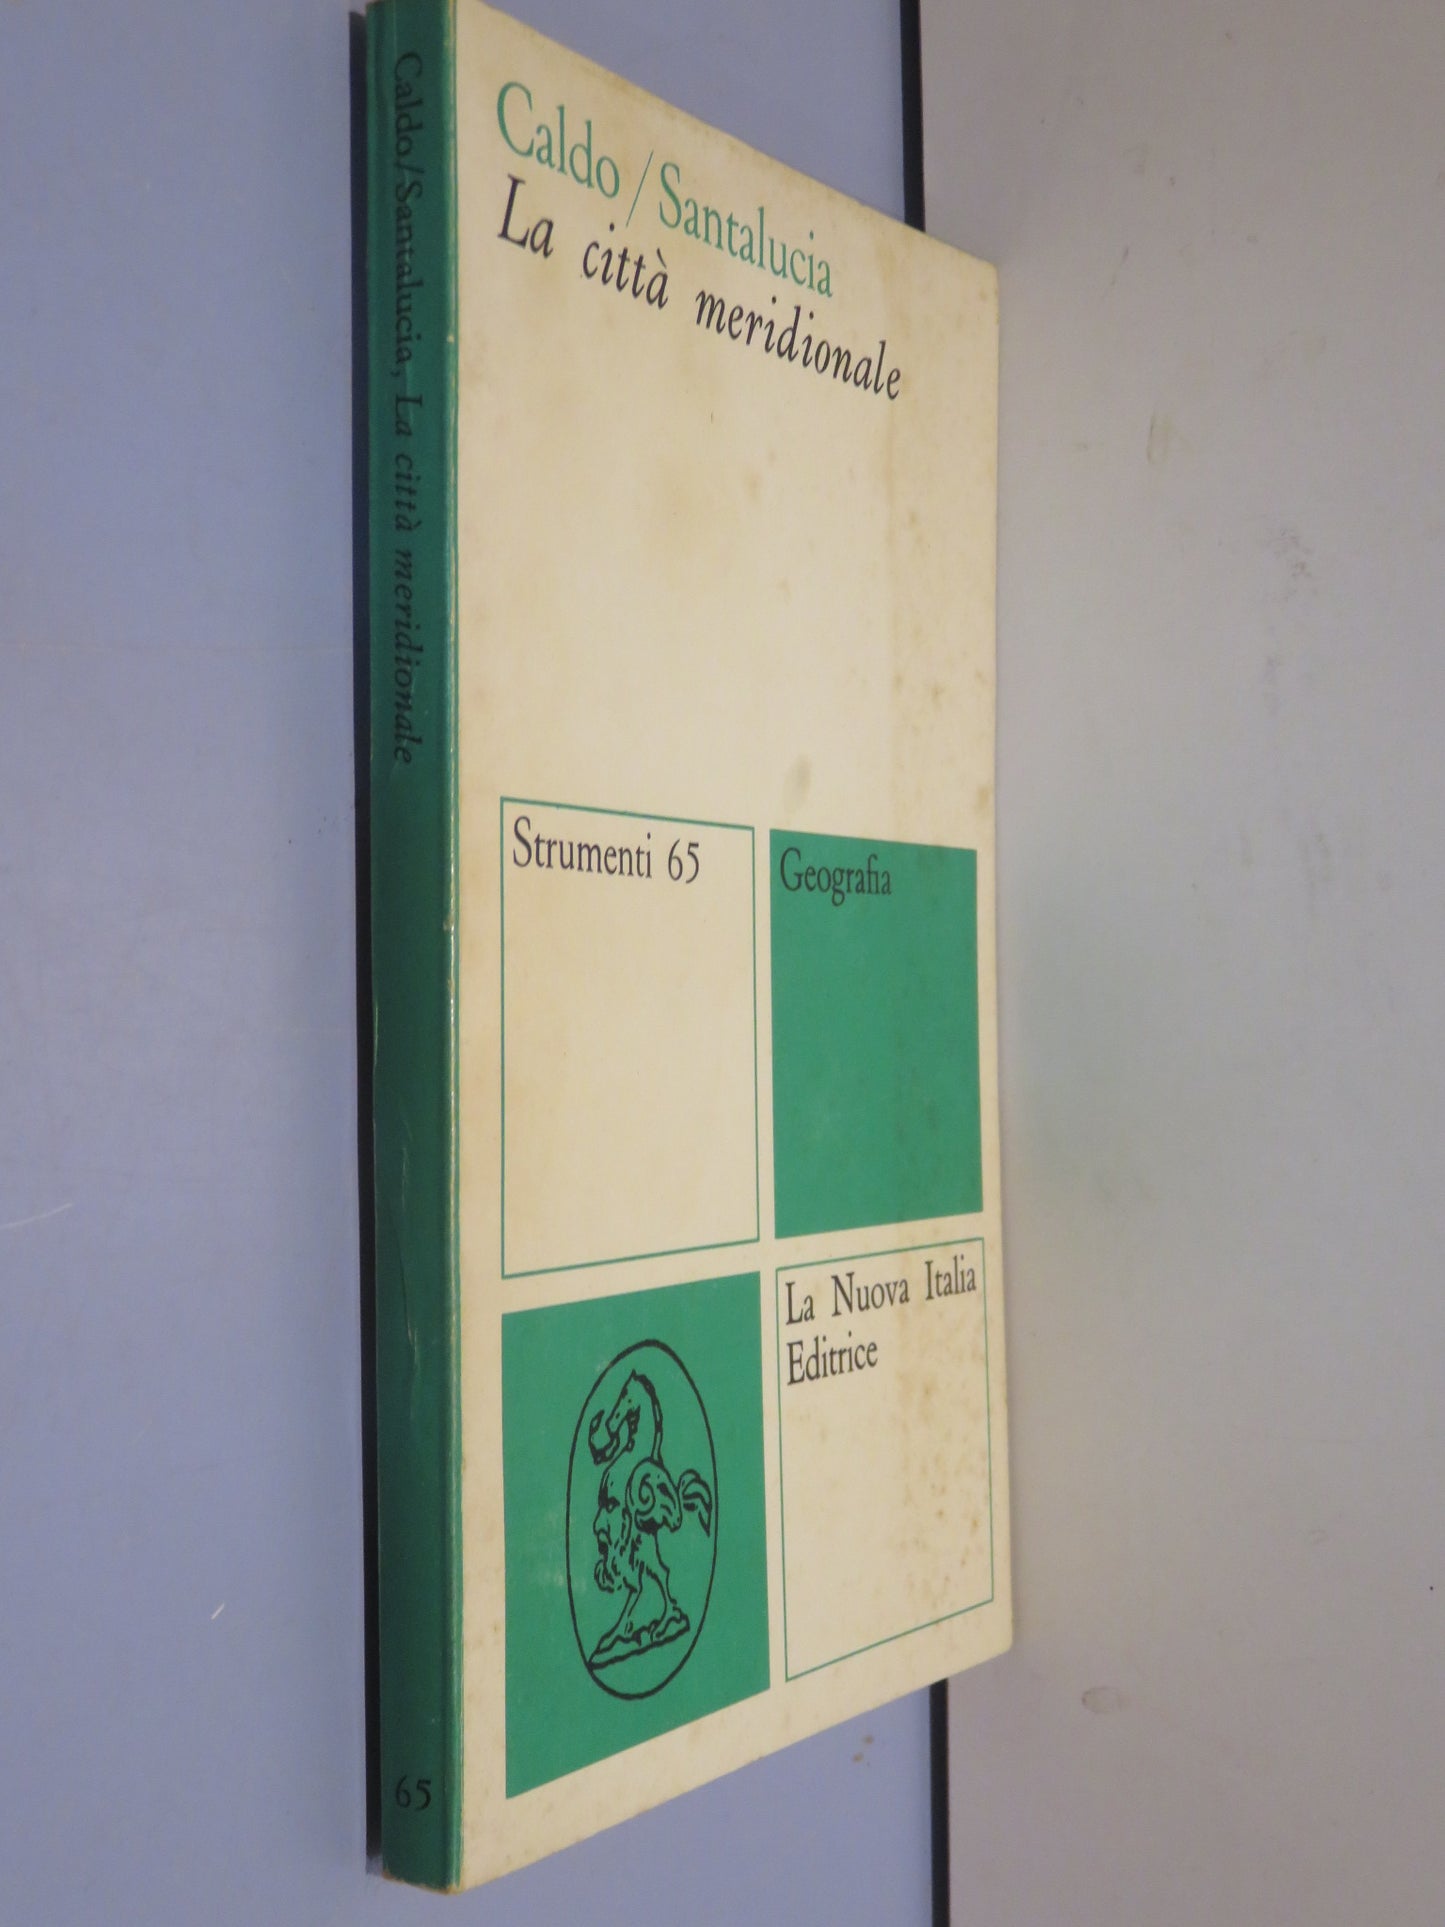 Caldo/Santalucia, La città meridionale
65
Caldo/Santalucia
La città meridionale
Strumenti 65
Geografia
La Nuova Italia
Editrice